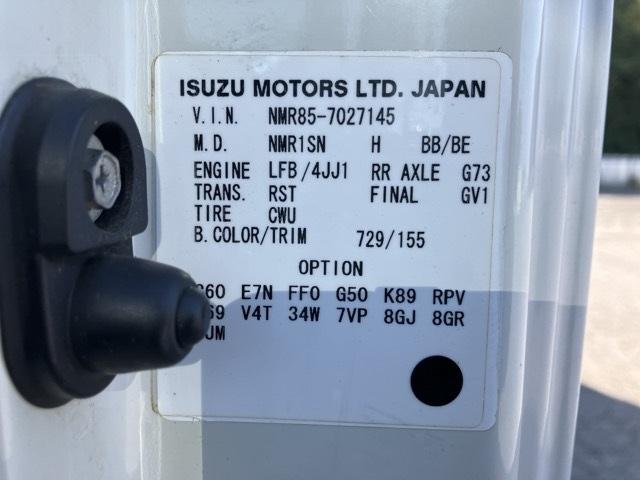 ISUZU MOTORS LTD. JAPAN
V.I.N. NMR85-7027145
M.D. NMR1SN H BB/BE
ENGINE LFB/4JJ1 RR AXLE G73
TRANS. RST FINAL GV1
TIRE CWU
B.COLOR/TRIM 729/155
OPTION
E7N FF0 G50 K89 RPV
V4T 34W 7VP 8GJ 8GR